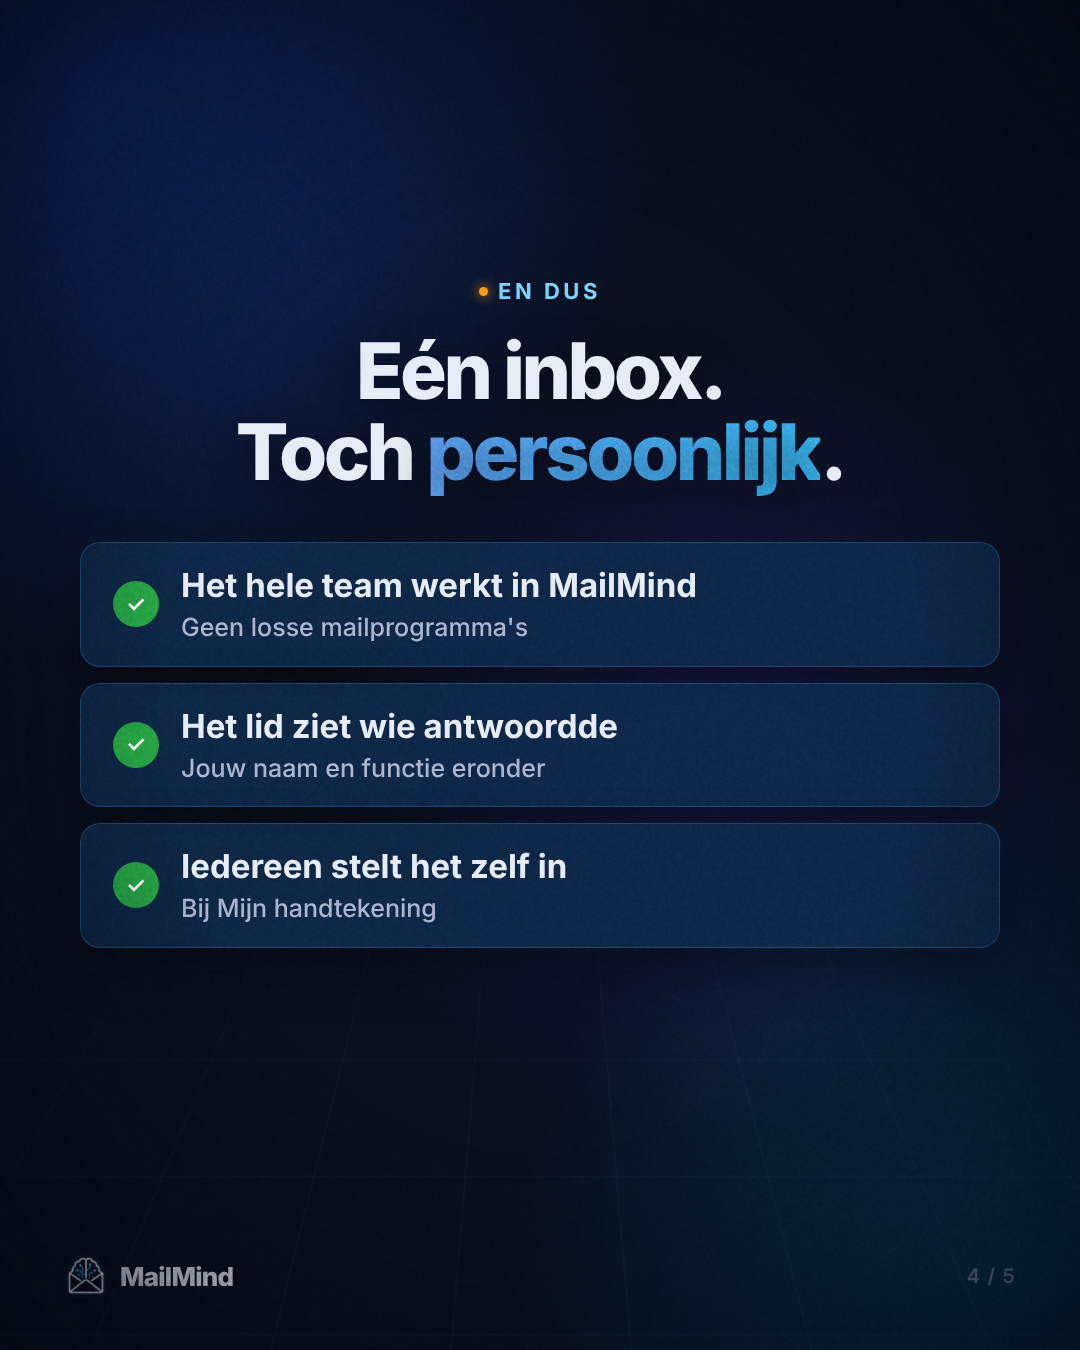 EN DUS
Eén inbox.
Toch persoonlijk.
Het hele team werkt in MailMind
Geen losse mailprogramma's
Het lid ziet wie antwoordde
Jouw naam en functie eronder
Iedereen stelt het zelf in
Bij Mijn handtekening
MailMind
4 / 5